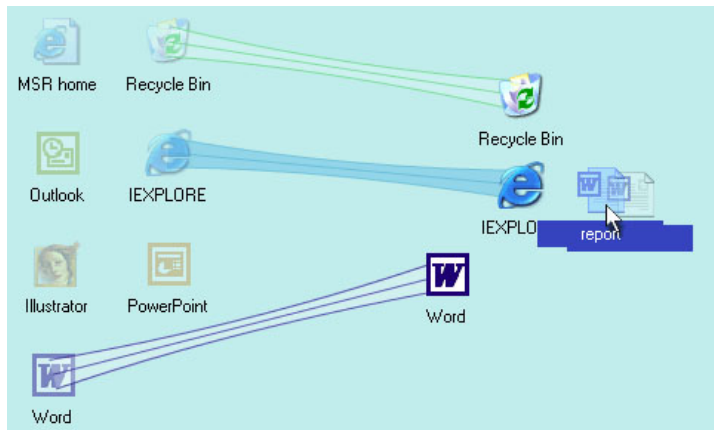 MSR home
Recycle Bin
Recycle Bin
Outlook
IEXPLORE
IEXPLO
report
Illustrator
PowerPoint
W
Word
W
Word
W
W